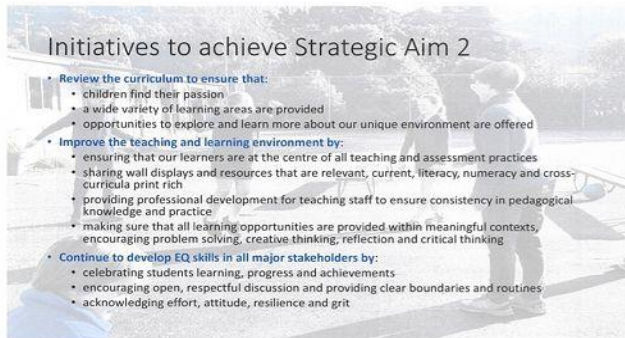 Initiatives to achieve Strategic Aim 2
• Review the curriculum to ensure that:
• children find their passion
• a wide variety of learning areas are provided
• opportunities to explore and learn more about our unique environment are offered
• Improve the teaching and learning environment by:
• ensuring that our learners are at the centre of all teaching and assessment practices
• sharing wall displays and resources that are relevant, current, literacy, numeracy and cross-
curricula print rich
• providing professional development for teaching staff to ensure consistency in pedagogical
knowledge and practice
• making sure that all learning opportunities are provided within meaningful contexts,
encouraging problem solving, creative thinking, reflection and critical thinking
• Continue to develop EQ skills in all major stakeholders by:
• celebrating students learning, progress and achievements
• encouraging open, respectful discussion and providing clear boundaries and routines
• acknowledging effort, attitude, resilience and grit